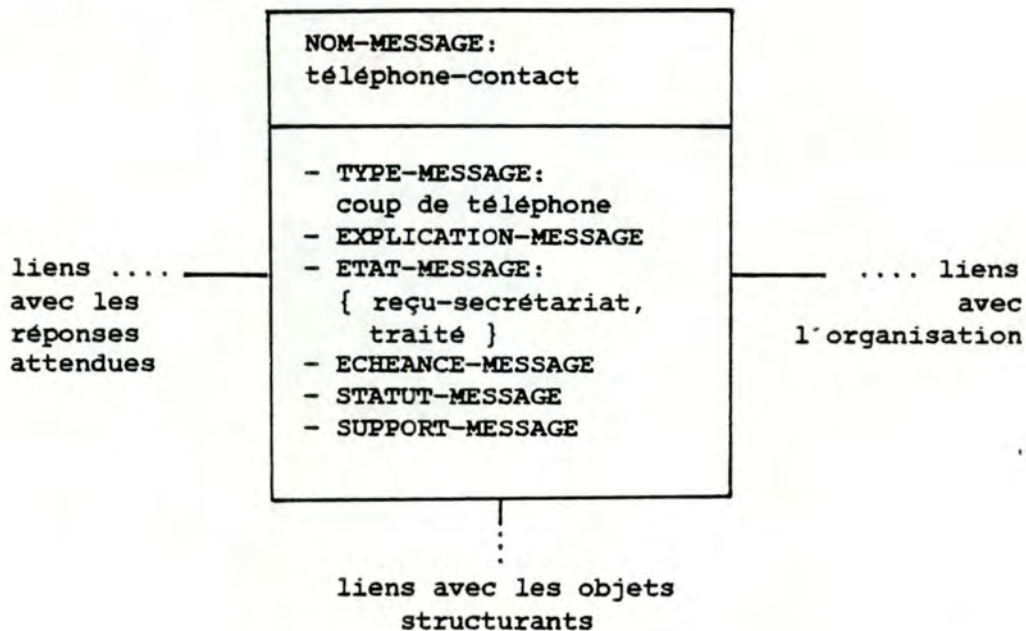 NOM-MESSAGE:
téléphone-contact
- TYPE-MESSAGE:
coup de téléphone
- EXPLICATION-MESSAGE
- ETAT-MESSAGE:
{ reçu-secrétariat,
traité }
- ECHEANCE-MESSAGE
- STATUT-MESSAGE
- SUPPORT-MESSAGE
liens ....
avec les
réponses
attendues
.... liens
avec
l'organisation
liens avec les objets
structurants